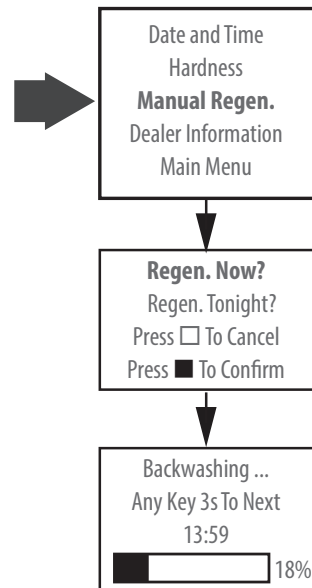 Date and Time
Hardness
Manual Regen.
Dealer Information
Main Menu
Regen. Now?
Regen. Tonight?
Press □ To Cancel
Press ■ To Confirm
Backwashing ...
Any Key 3s To Next
13:59
18%